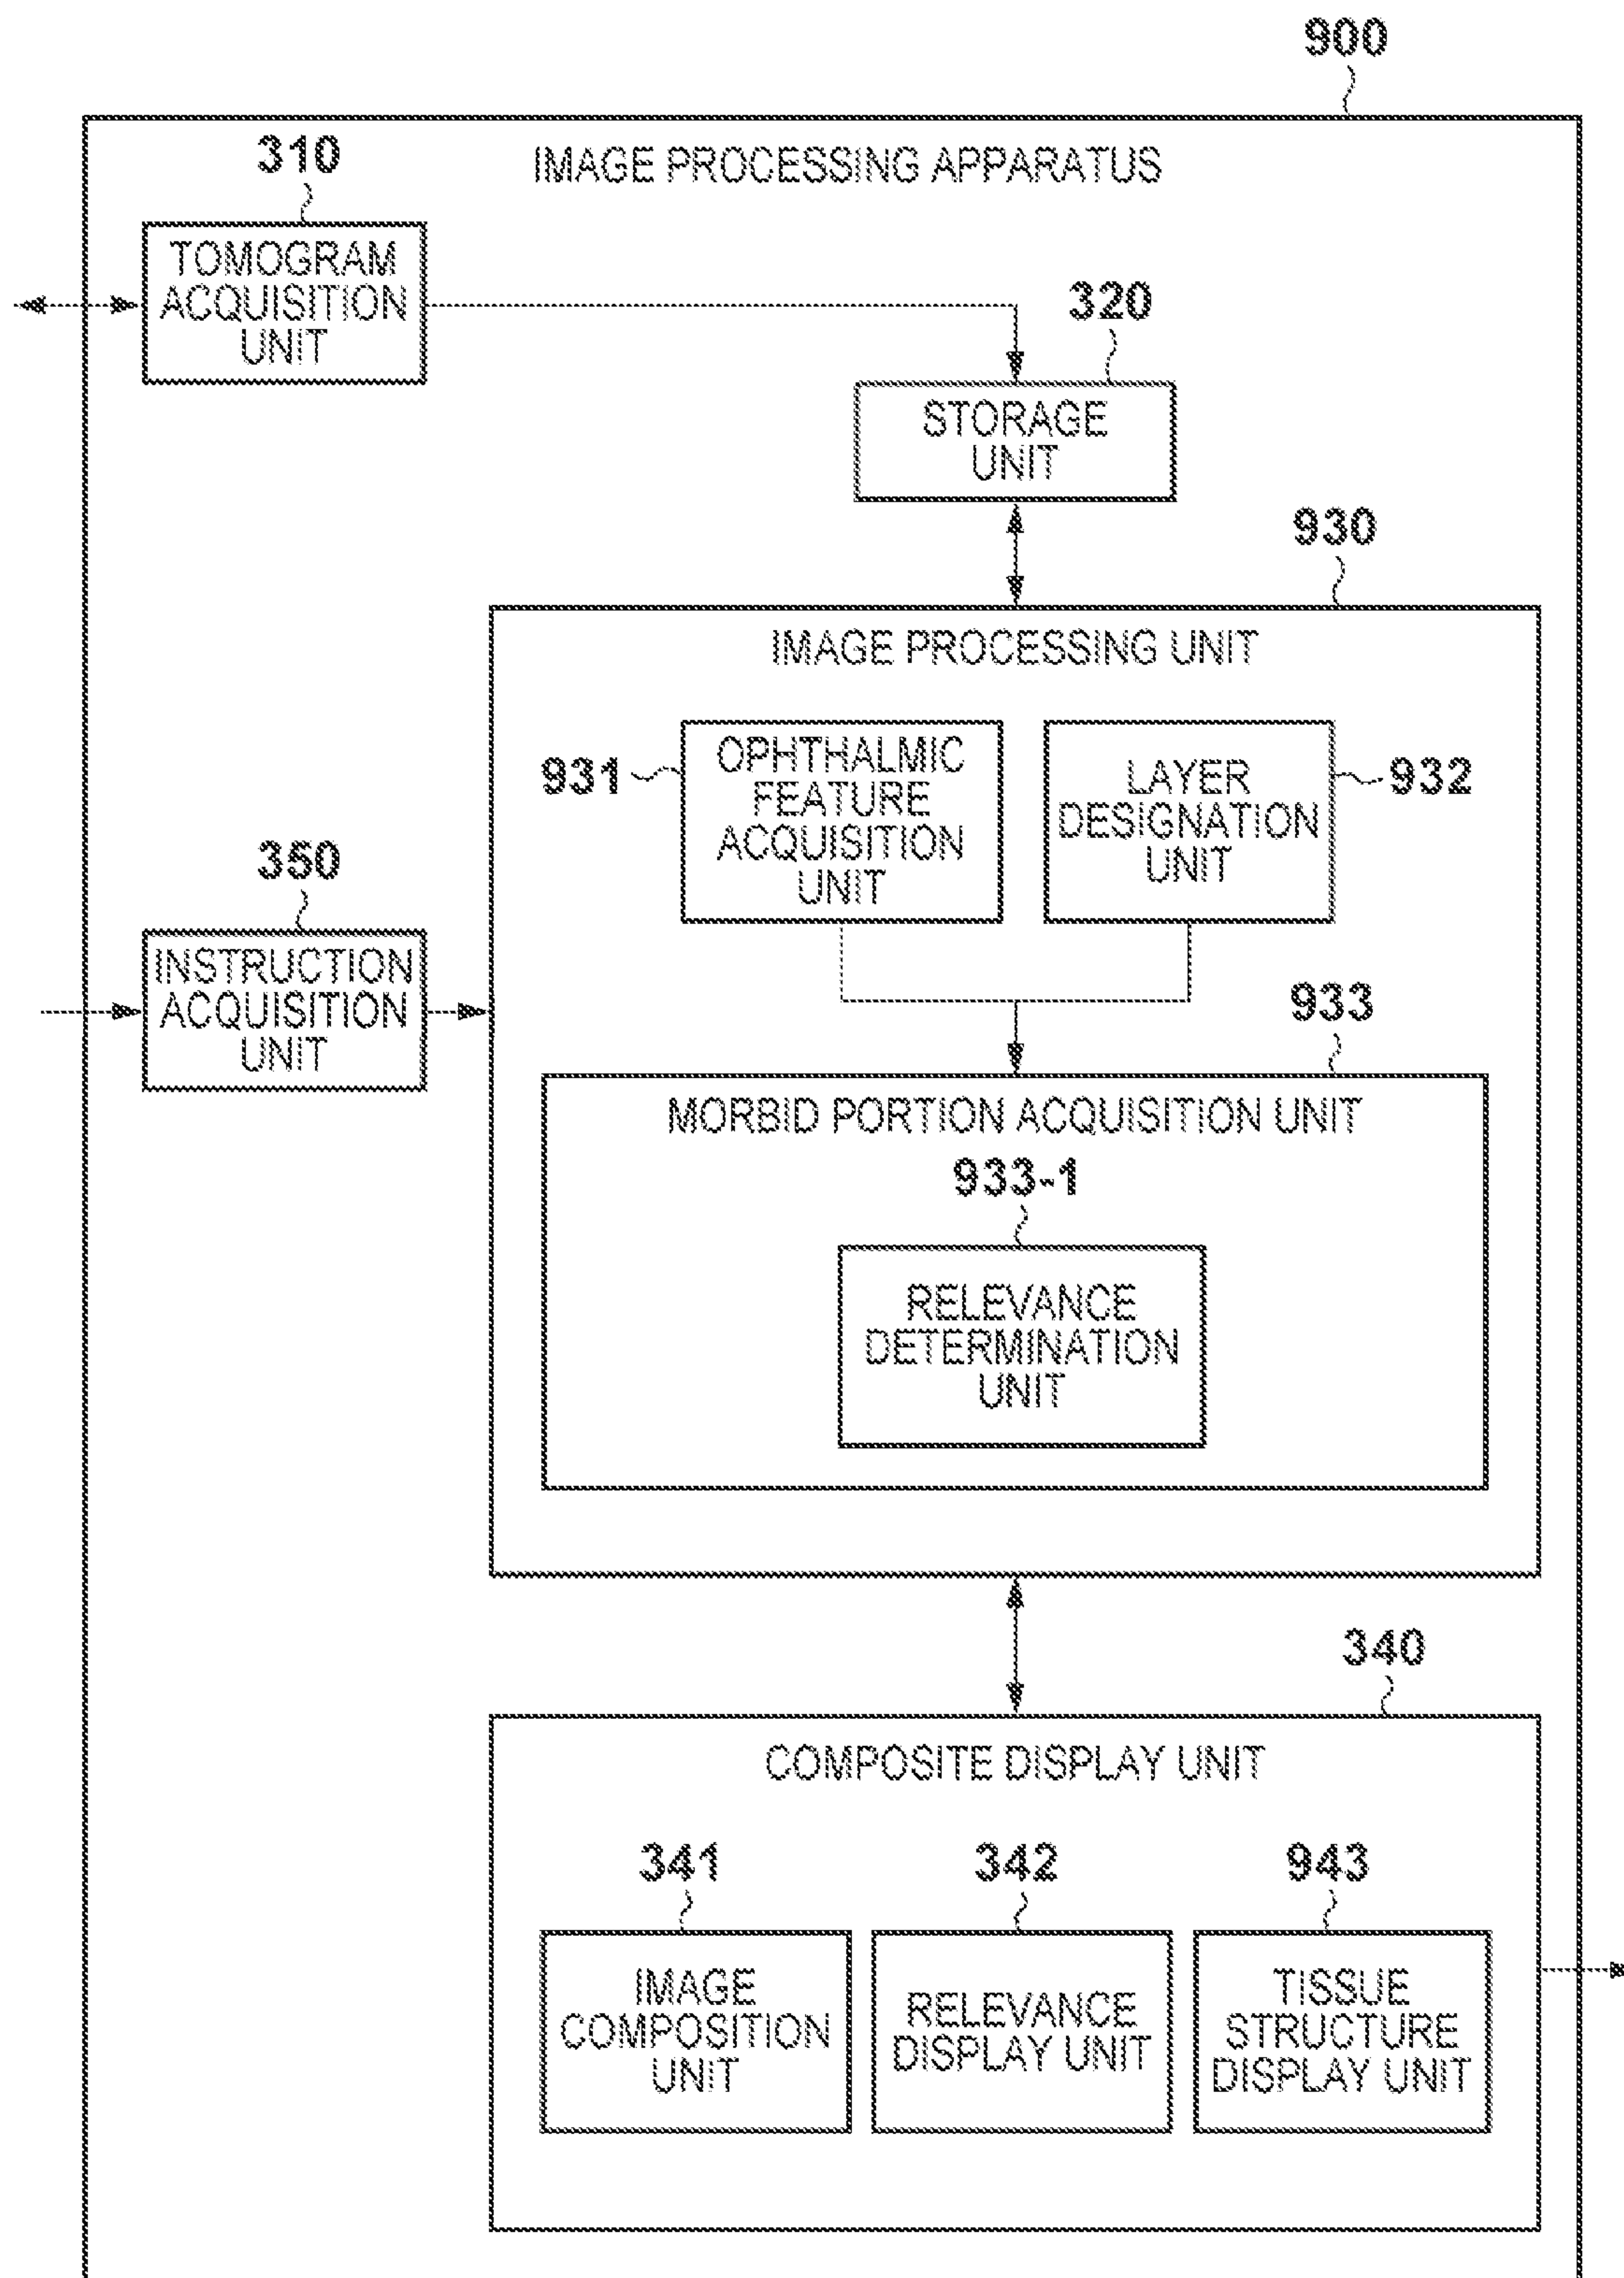 900
IMAGE PROCESSING APPARATUS
310
TOMOGRAM
ACQUISITION
UNIT
320
STORAGE
UNIT
930
IMAGE PROCESSING UNIT
931
OPHTHALMIC
FEATURE
ACQUISITION
UNIT
LAYER
DESIGNATION
UNIT
932
350
INSTRUCTION
ACQUISITION
UNIT
933
MORBID PORTION ACQUISITION UNIT
933-1
RELEVANCE
DETERMINATION
UNIT
340
COMPOSITE DISPLAY UNIT
341
IMAGE
COMPOSITION
UNIT
342
RELEVANCE
DISPLAY UNIT
943
TISSUE
STRUCTURE
DISPLAY UNIT